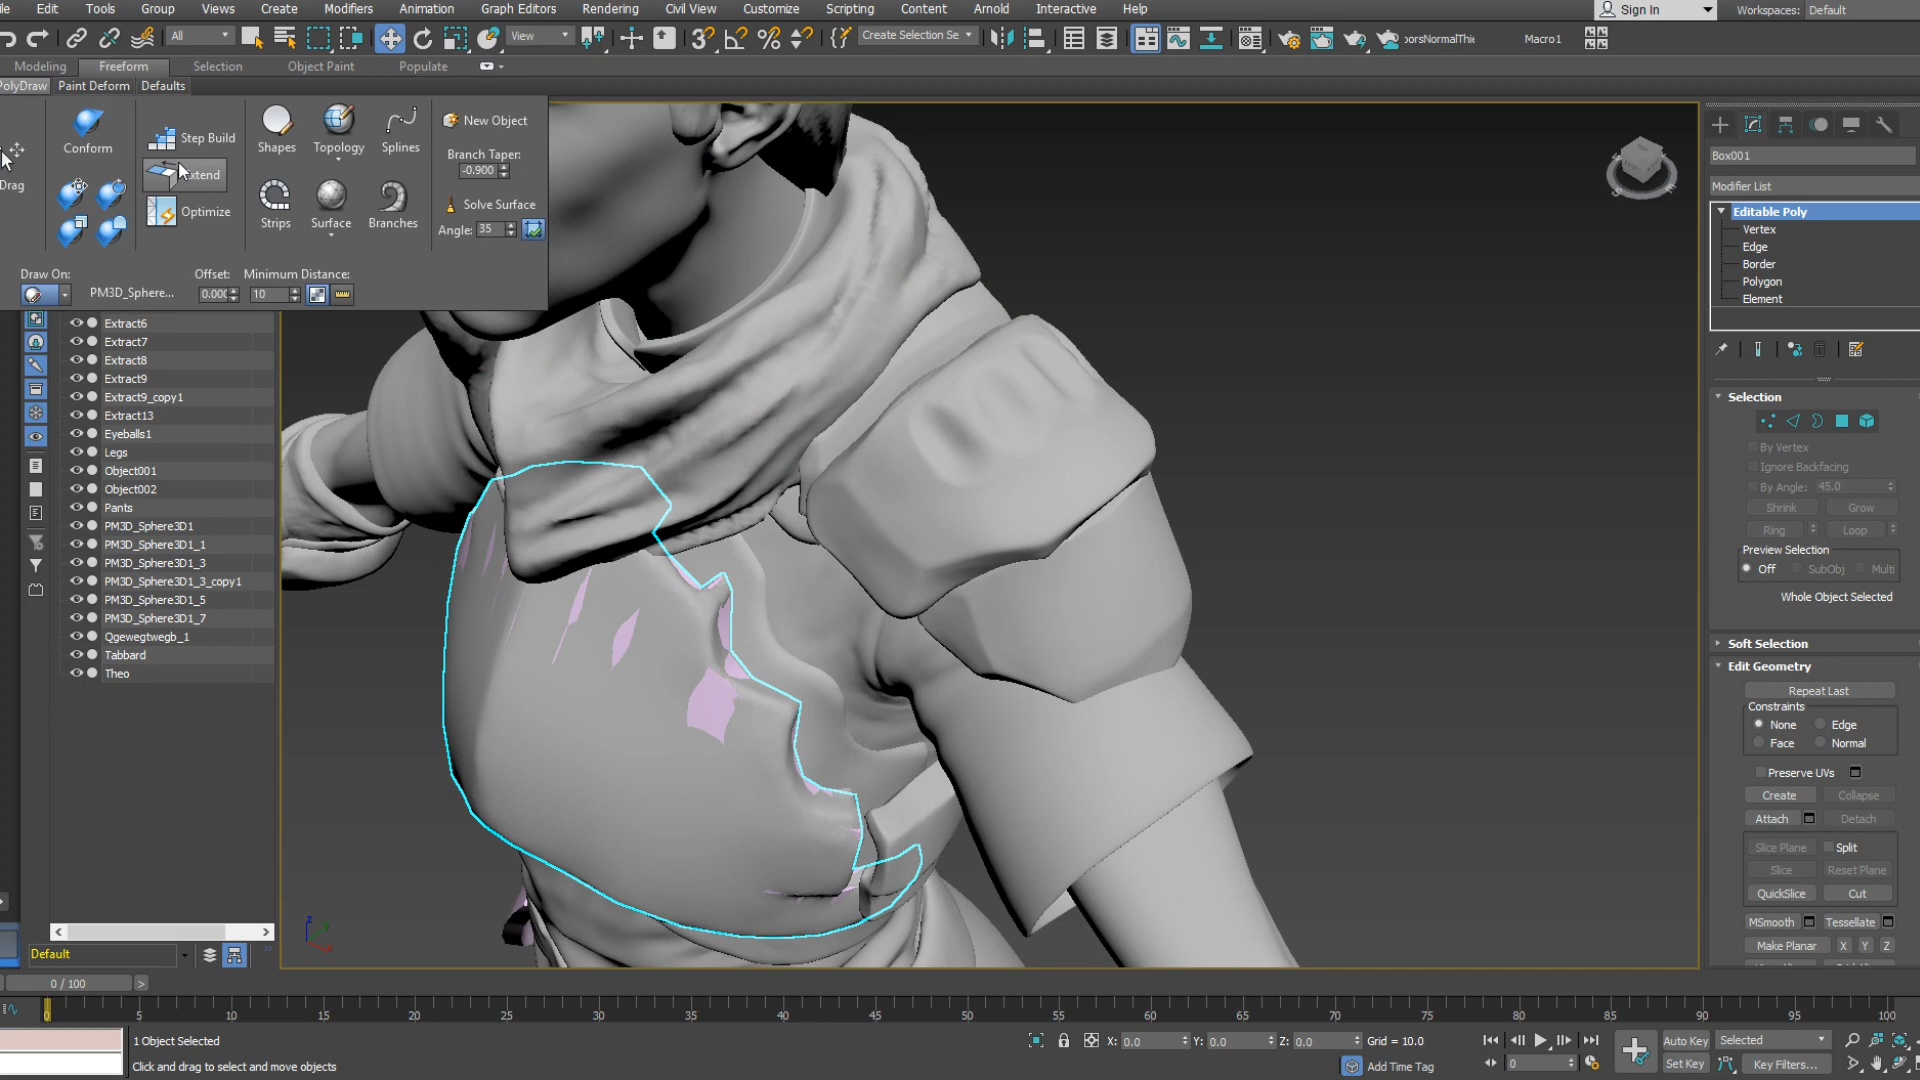 Edit Tools Group Views Create Modifiers Animation Graph Editors Rendering Civil View Customize Scripting Content Arnold Interactive Help Sign In Workspaces: Default
All View Create Selection Se Macro1
Modeling Freeform Selection Object Paint Populate
PolyDraw Paint Deform Defaults
Drag
Conform
Step Build
Extend
Optimize
Shapes Topology Splines
Strips Surface Branches
New Object
Branch Taper:
-0.900
Solve Surface
Angle: 35
Draw On: Offset: Minimum Distance:
PM3D_Sphere... 0.000 10
Extract6
Extract7
Extract8
Extract9
Extract9_copy1
Extract13
Eyeballs1
Legs
Object001
Object002
Pants
PM3D_Sphere3D1
PM3D_Sphere3D1_1
PM3D_Sphere3D1_3
PM3D_Sphere3D1_3_copy1
PM3D_Sphere3D1_5
PM3D_Sphere3D1_7
Qgewegtwegb_1
Tabbard
Theo
Default
Box001
Modifier List
Editable Poly
Vertex
Edge
Border
Polygon
Element
Selection
By Vertex
Ignore Backfacing
By Angle: 45.0
Shrink Grow
Ring Loop
Preview Selection
Off SubObj Multi
Whole Object Selected
Soft Selection
Edit Geometry
Repeat Last
Constraints
None Edge
Face Normal
Preserve UVs
Create Collapse
Attach Detach
Slice Plane Split
Slice Reset Plane
QuickSlice Cut
MSmooth Tessellate
Make Planar X Y Z
0 / 100
0 5 10 15 20 25 30 35 40 45 50 55 60 65 70 75 80 85 90 95 100
1 Object Selected
Click and drag to select and move objects
X: 0.0 Y: 0.0 Z: 0.0 Grid = 10.0
Add Time Tag
0
Auto Key Selected
Set Key Key Filters...